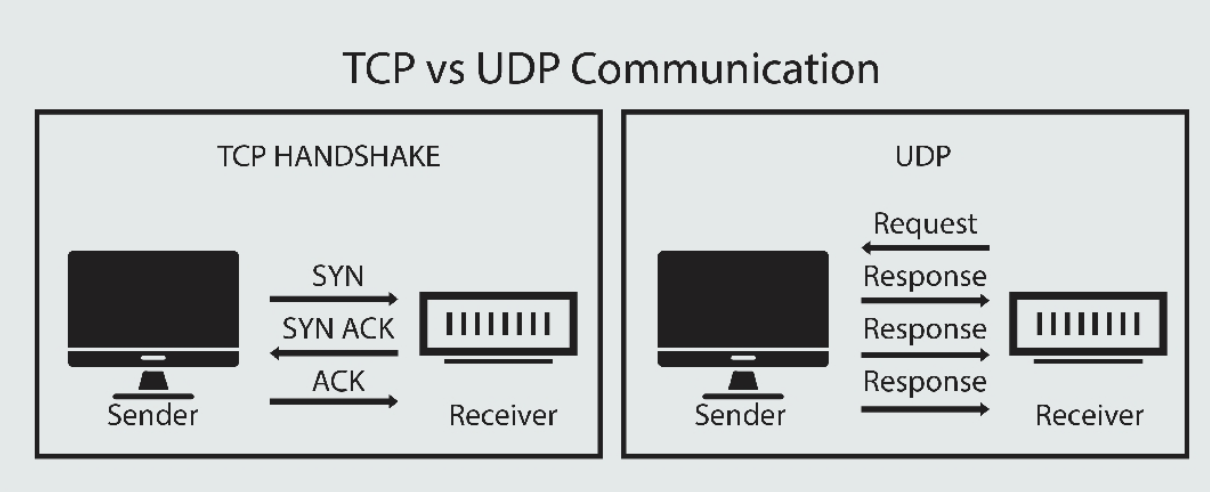 TCP vs UDP Communication
TCP HANDSHAKE
SYN
SYN ACK
ACK
Sender
Receiver
UDP
Request
Response
Response
Response
Sender
Receiver